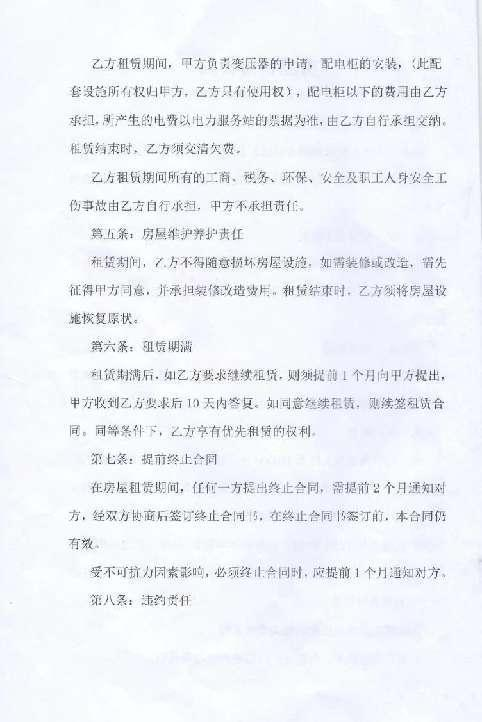 乙方租赁期间，甲方负责变压器的申请，配电柜的安装，（此配
套设施所有权归甲方，乙方只有使用权），配电柜以下的费用由乙方
承担，所产生的电费以电力服务站的票据为准，由乙方自行承担交纳。
租赁结束时，乙方须交清欠费。
乙方租赁期间所有的工商、税务、环保、安全及职工人身安全工
伤事故由乙方自行承担，甲方不承担责任。
第五条：房屋维护养护责任
租赁期间，乙方不得随意损坏房屋设施，如需装修或改造，需先
征得甲方同意，并承担装修改造费用。租赁结束时，乙方须将房屋设
施恢复原状。
第六条：租赁期满
租赁期满后，如乙方要求继续租赁，则须提前1个月向甲方提出，
甲方收到乙方要求后10天内答复。如同意继续租赁，则续签租赁合
同。同等条件下，乙方享有优先租赁的权利。
第七条：提前终止合同
在房屋租赁期间，任何一方提出终止合同，需提前2个月通知对
方，经双方协商后签订终止合同书，在终止合同书签订前，本合同仍
有效。
受不可抗力因素影响，必须终止合同时，应提前1个月通知对方。
第八条：违约责任